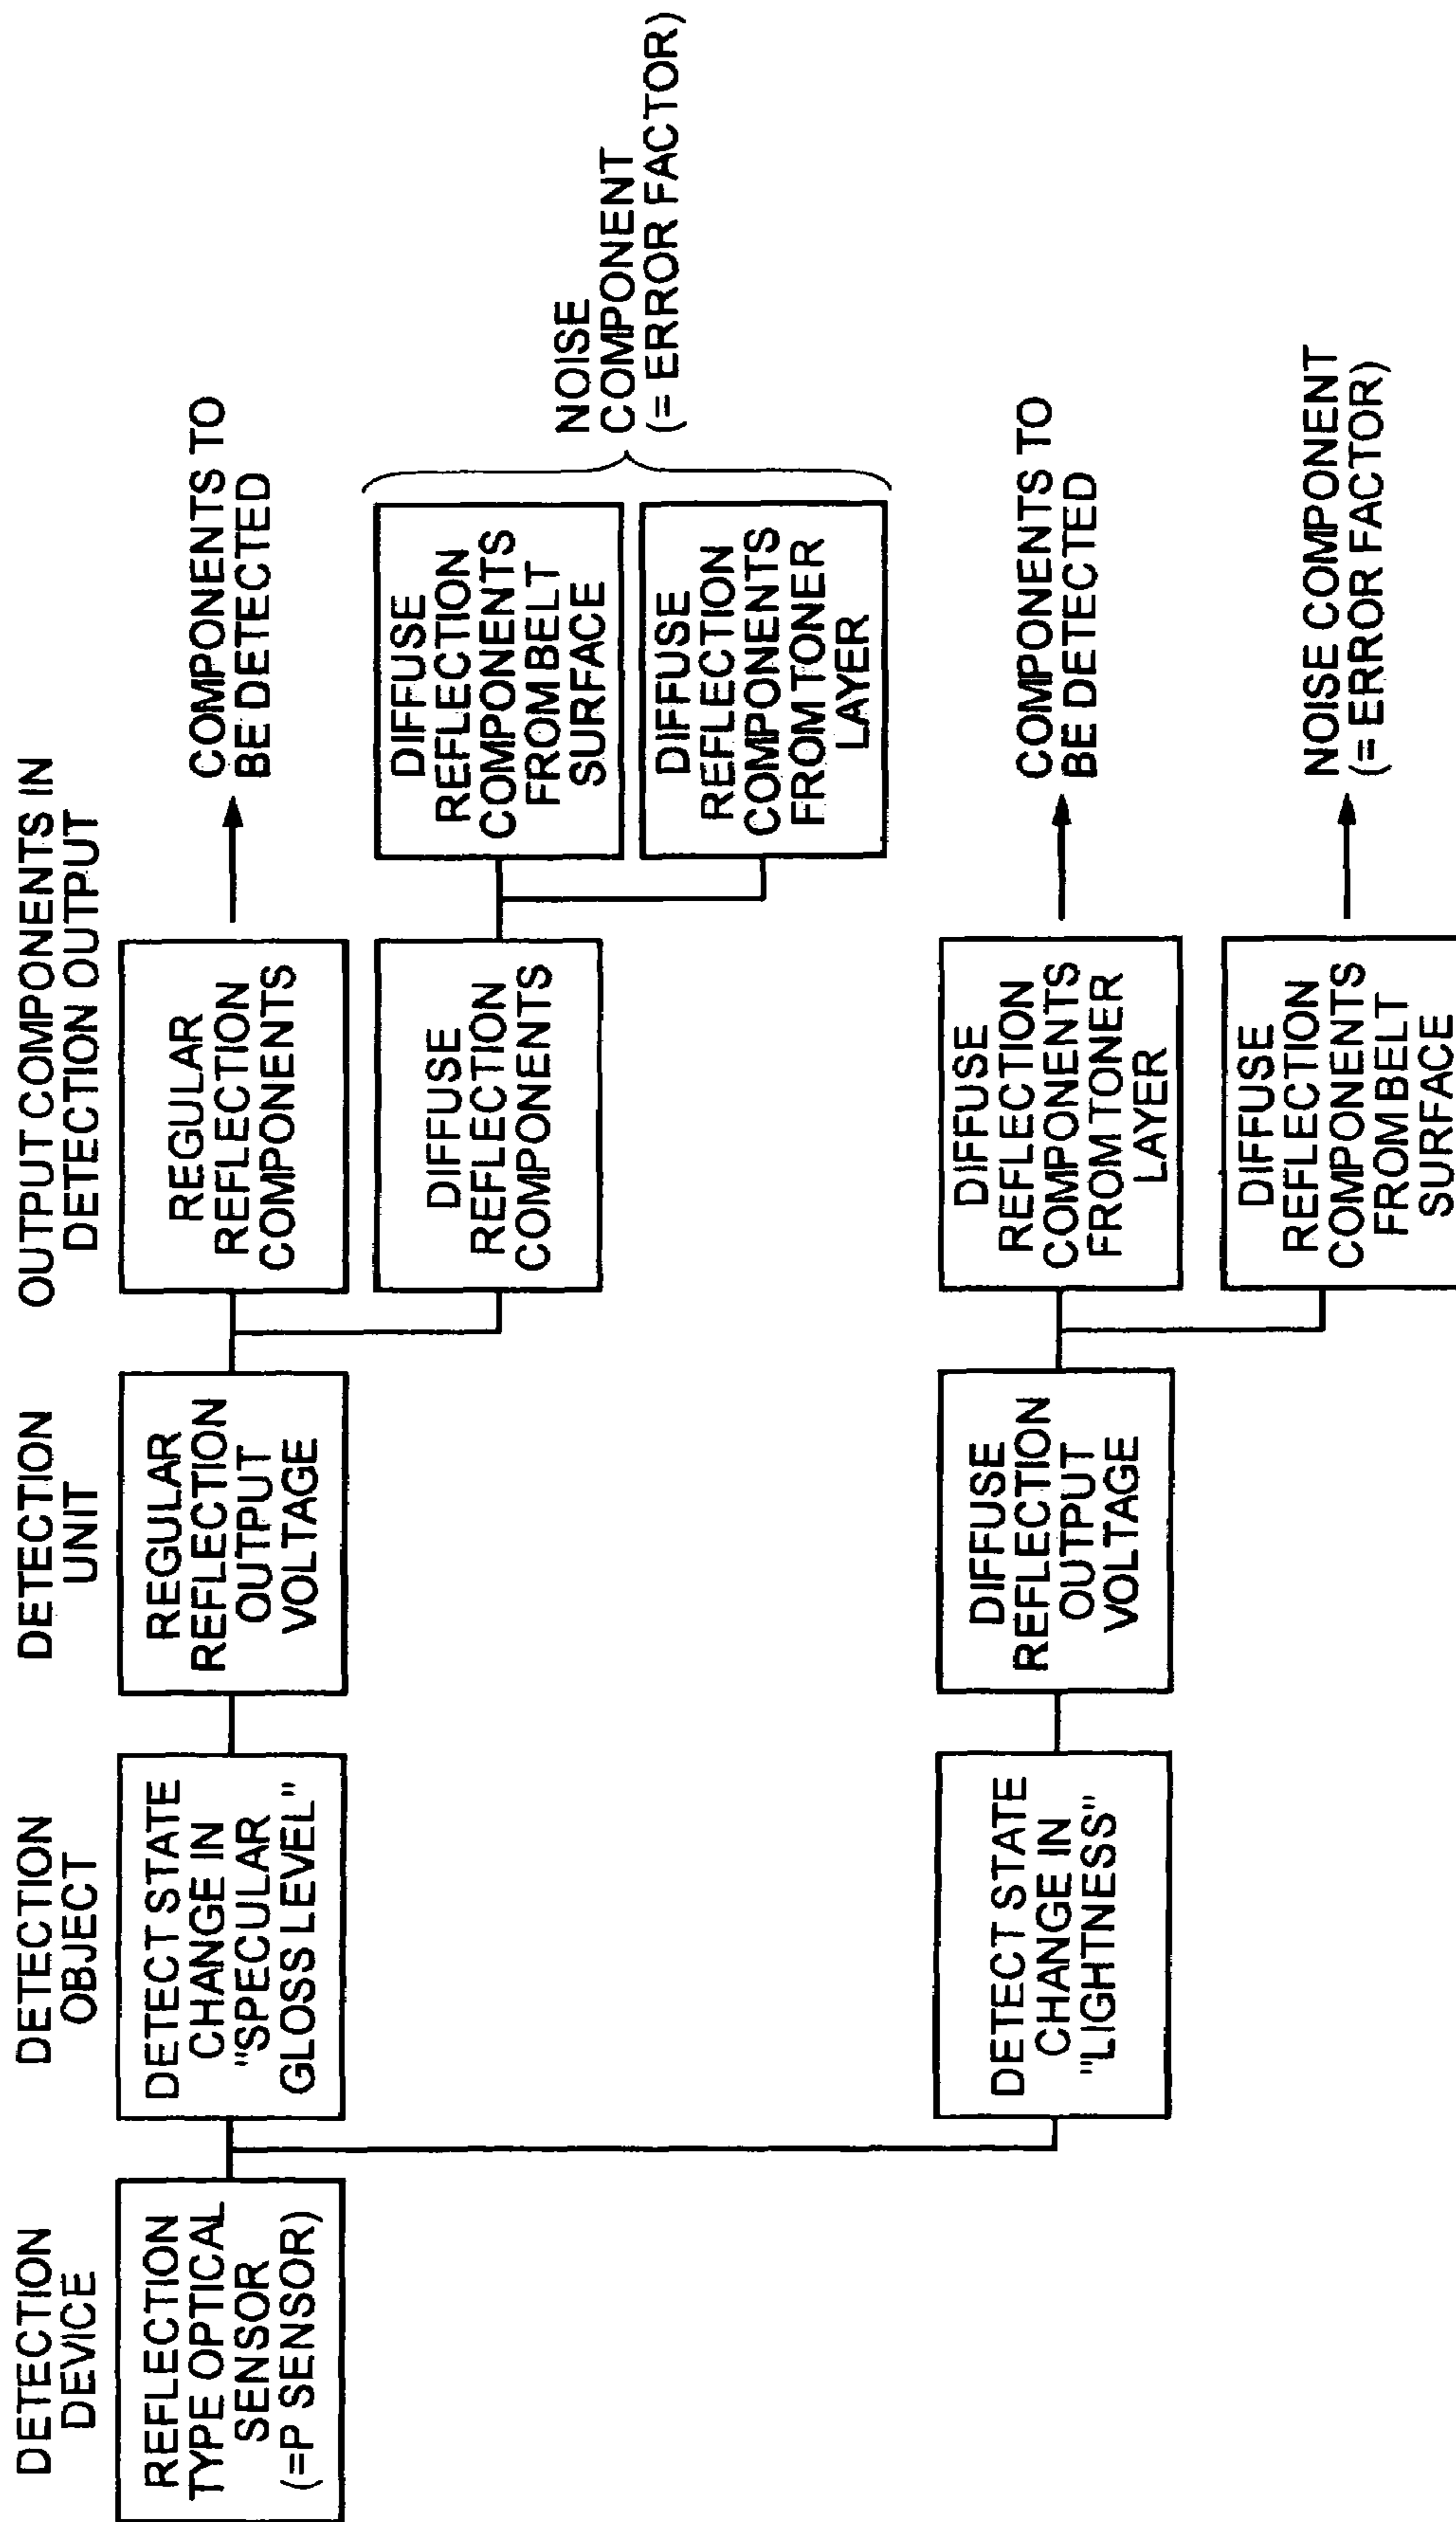 DETECTION
DEVICE
DETECTION
OBJECT
DETECTION
UNIT
OUTPUT COMPONENTS IN
DETECTION OUTPUT
REFLECTION
TYPE OPTICAL
SENSOR
(=P SENSOR)
DETECT STATE
CHANGE IN
"SPECULAR
GLOSS LEVEL"
REGULAR
REFLECTION
OUTPUT
VOLTAGE
REGULAR
REFLECTION
COMPONENTS
COMPONENTS TO
BE DETECTED
DIFFUSE
REFLECTION
COMPONENTS
DIFFUSE
REFLECTION
COMPONENTS
FROM BELT
SURFACE
DIFFUSE
REFLECTION
COMPONENTS
FROM TONER
LAYER
NOISE
COMPONENT
(= ERROR FACTOR)
DETECT STATE
CHANGE IN
"LIGHTNESS"
DIFFUSE
REFLECTION
OUTPUT
VOLTAGE
DIFFUSE
REFLECTION
COMPONENTS
FROM TONER
LAYER
COMPONENTS TO
BE DETECTED
DIFFUSE
REFLECTION
COMPONENTS
FROM BELT
SURFACE
NOISE COMPONENT
(= ERROR FACTOR)